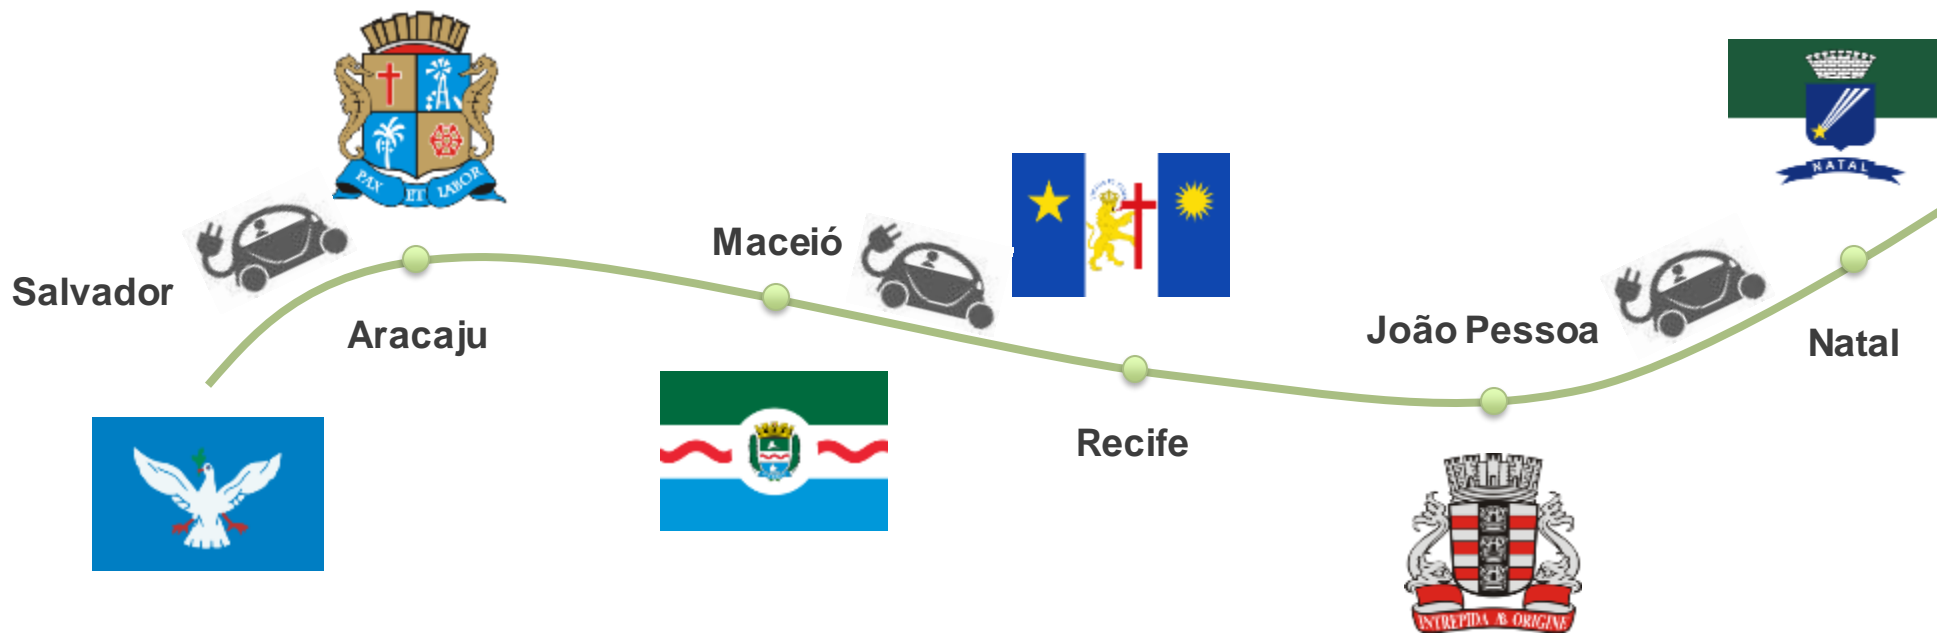 PAX ET LABOR
NATAL
Maceió
Salvador
Aracaju
João Pessoa
Natal
Recife
INTREPIDA AB ORIGINE